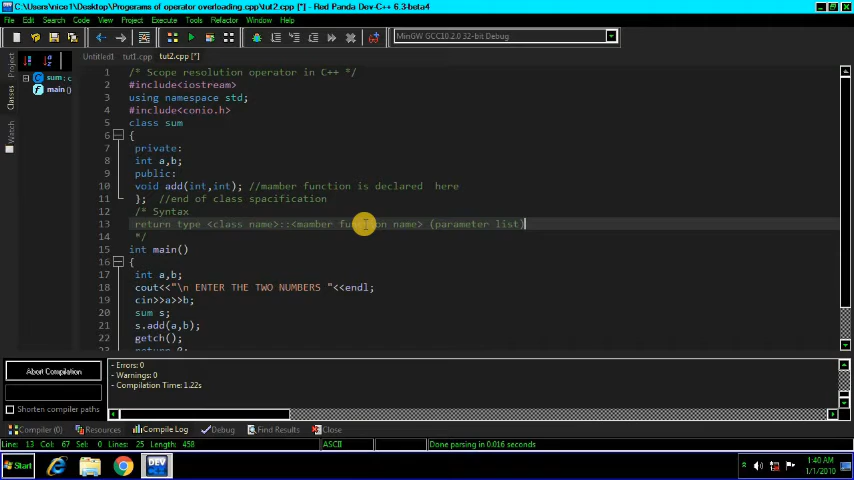 C:\Users\nice1\Desktop\Programs of operator overloading.cpp\tut2.cpp [*] - Red Panda Dev-C++ 6.3-beta4
File Edit Search View Project Execute Tools Refactor Window Help
MinGW GCC10.2.0 32-bit Debug
Untitled1 tut1.cpp tut2.cpp [*]
Project
Classes
Watch
sum : c
main ()
1 /* Scope resolution operator in C++ */
2 #include<iostream>
3 using namespace std;
4 #include<conio.h>
5 class sum
6 {
7 private:
8 int a,b;
9 public:
10 void add(int,int); //mamber function is declared  here
11 };  //end of class spacification
12 /* Syntax
13 return type <class name>::<mamber function name> (parameter list)
14 */
15 int main()
16 {
17 int a,b;
18 cout<<"\n ENTER THE TWO NUMBERS "<<endl;
19 cin>>a>>b;
20 sum s;
21 s.add(a,b);
22 getch();
23 return 0;
Abort Compilation
Shorten compiler paths
- Errors: 0
- Warnings: 0
- Compilation Time: 1.22s
Compiler (0) Resources Compile Log Debug Find Results Close
Line: 13 Col: 67 Sel: 0 Lines: 25 Length: 458 ASCII Done parsing in 0.016 seconds
Start DEV 1:40 AM
1/1/2010